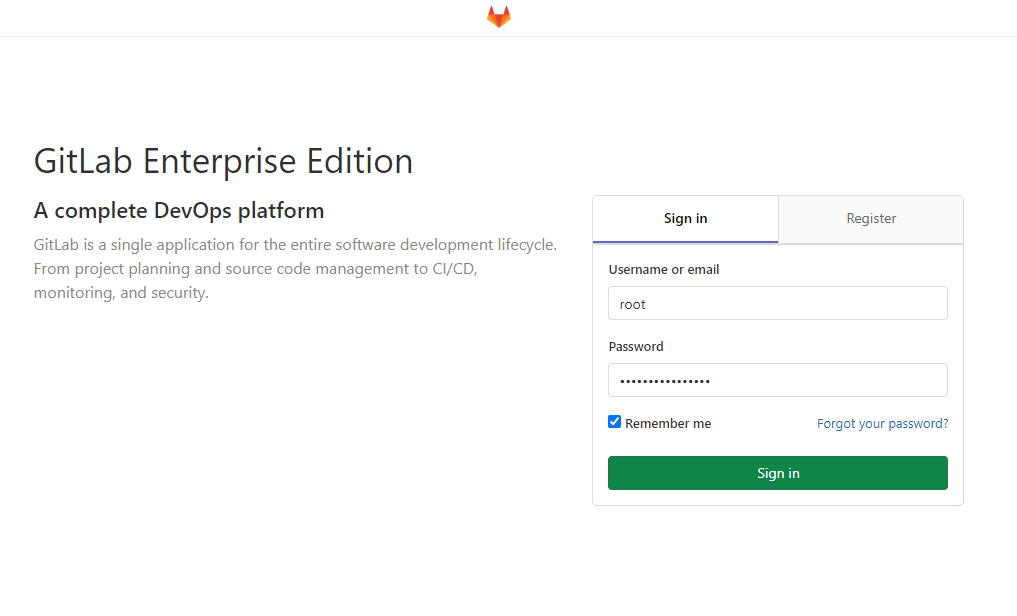 GitLab Enterprise Edition
A complete DevOps platform
GitLab is a single application for the entire software development lifecycle.
From project planning and source code management to CI/CD,
monitoring, and security.
Sign in
Register
Username or email
root
Password
••••••••••••••••
Remember me
Forgot your password?
Sign in